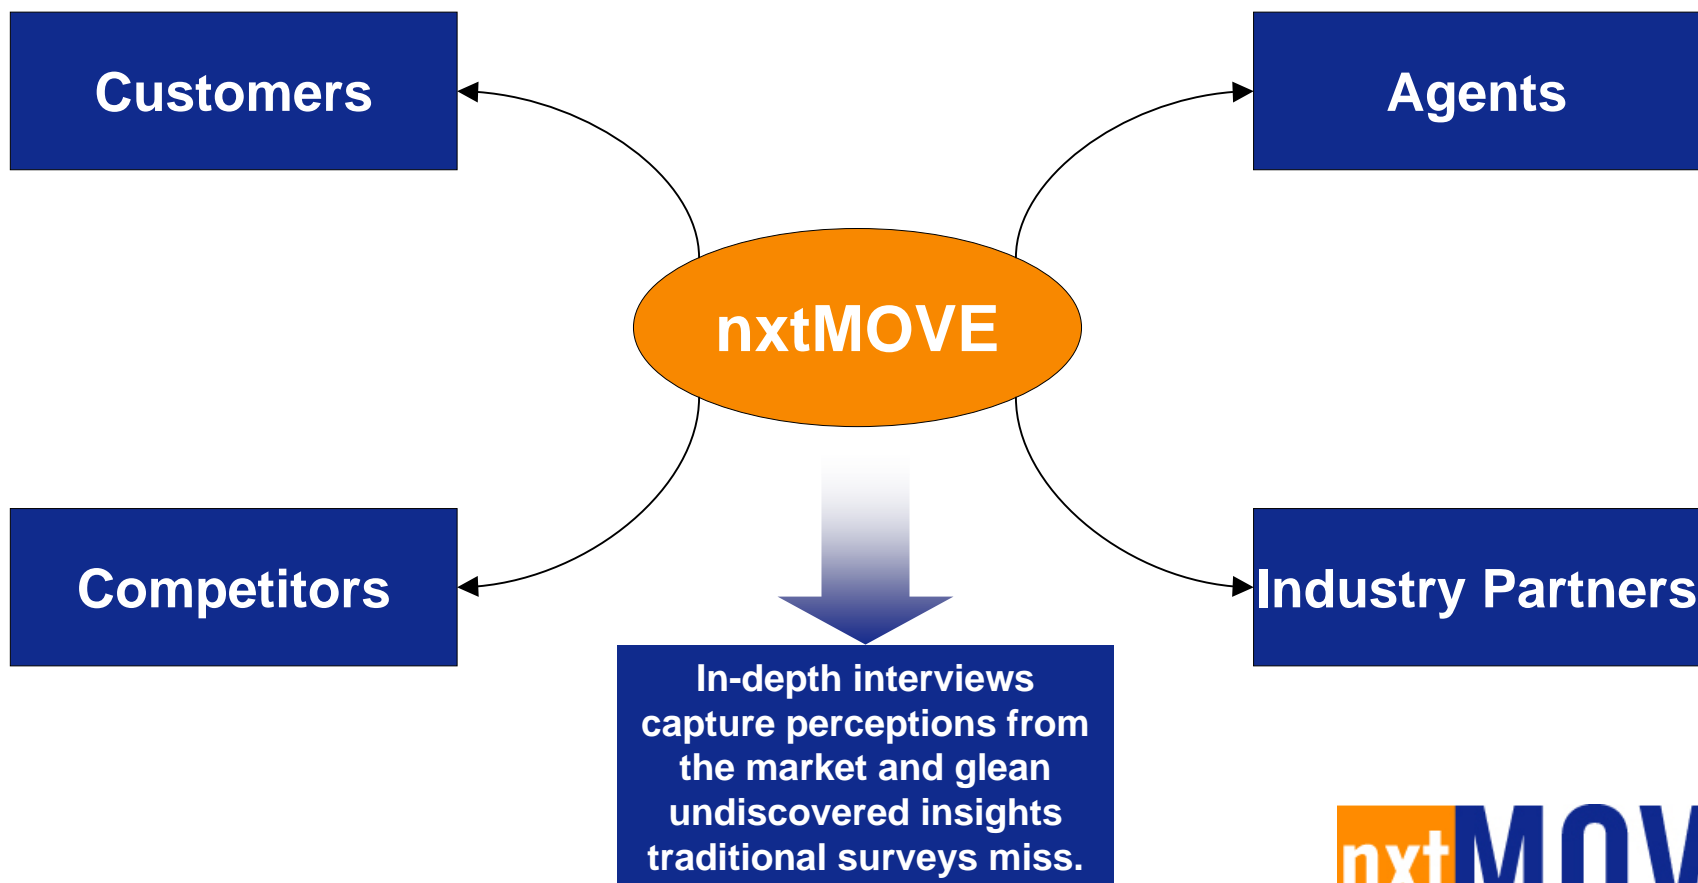 Customers
Agents
nxtMOVE
Competitors
Industry Partners
In-depth interviews
capture perceptions from
the market and glean
undiscovered insights
traditional surveys miss.
nxtMOV